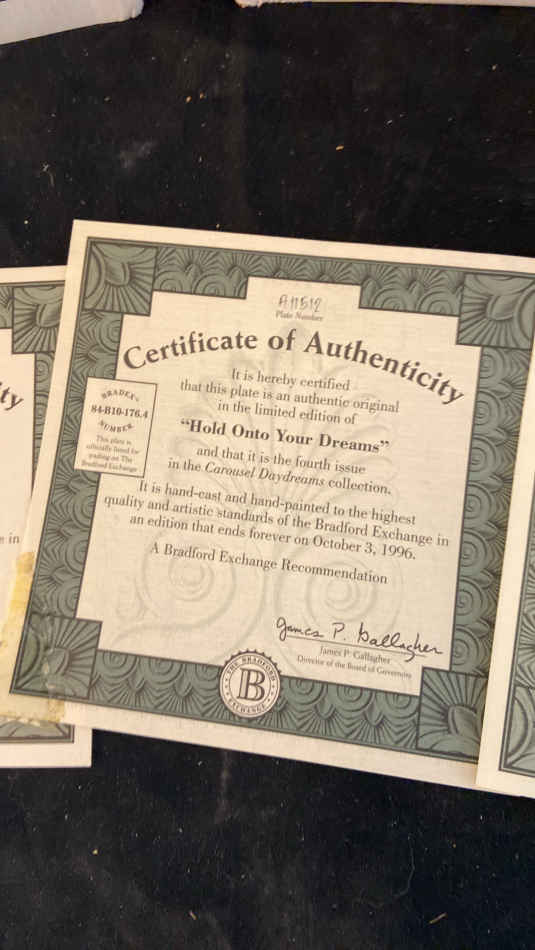 A11512
Plate Number
Certificate of Authenticity
It is hereby certified
that this plate is an authentic original
in the limited edition of
“Hold Onto Your Dreams”
and that it is the fourth issue
in the Carousel Daydreams collection.
It is hand-cast and hand-painted to the highest
quality and artistic standards of the Bradford Exchange in
an edition that ends forever on October 3, 1996.
A Bradford Exchange Recommendation
BRADEX
84-B10-176.4
NUMBER
This plate is
officially listed for
trading on The
Bradford Exchange
James P. Gallagher
James P. Gallagher
Director of the Board of Governors
THE BRADFORD
B
EXCHANGE
ity
e in